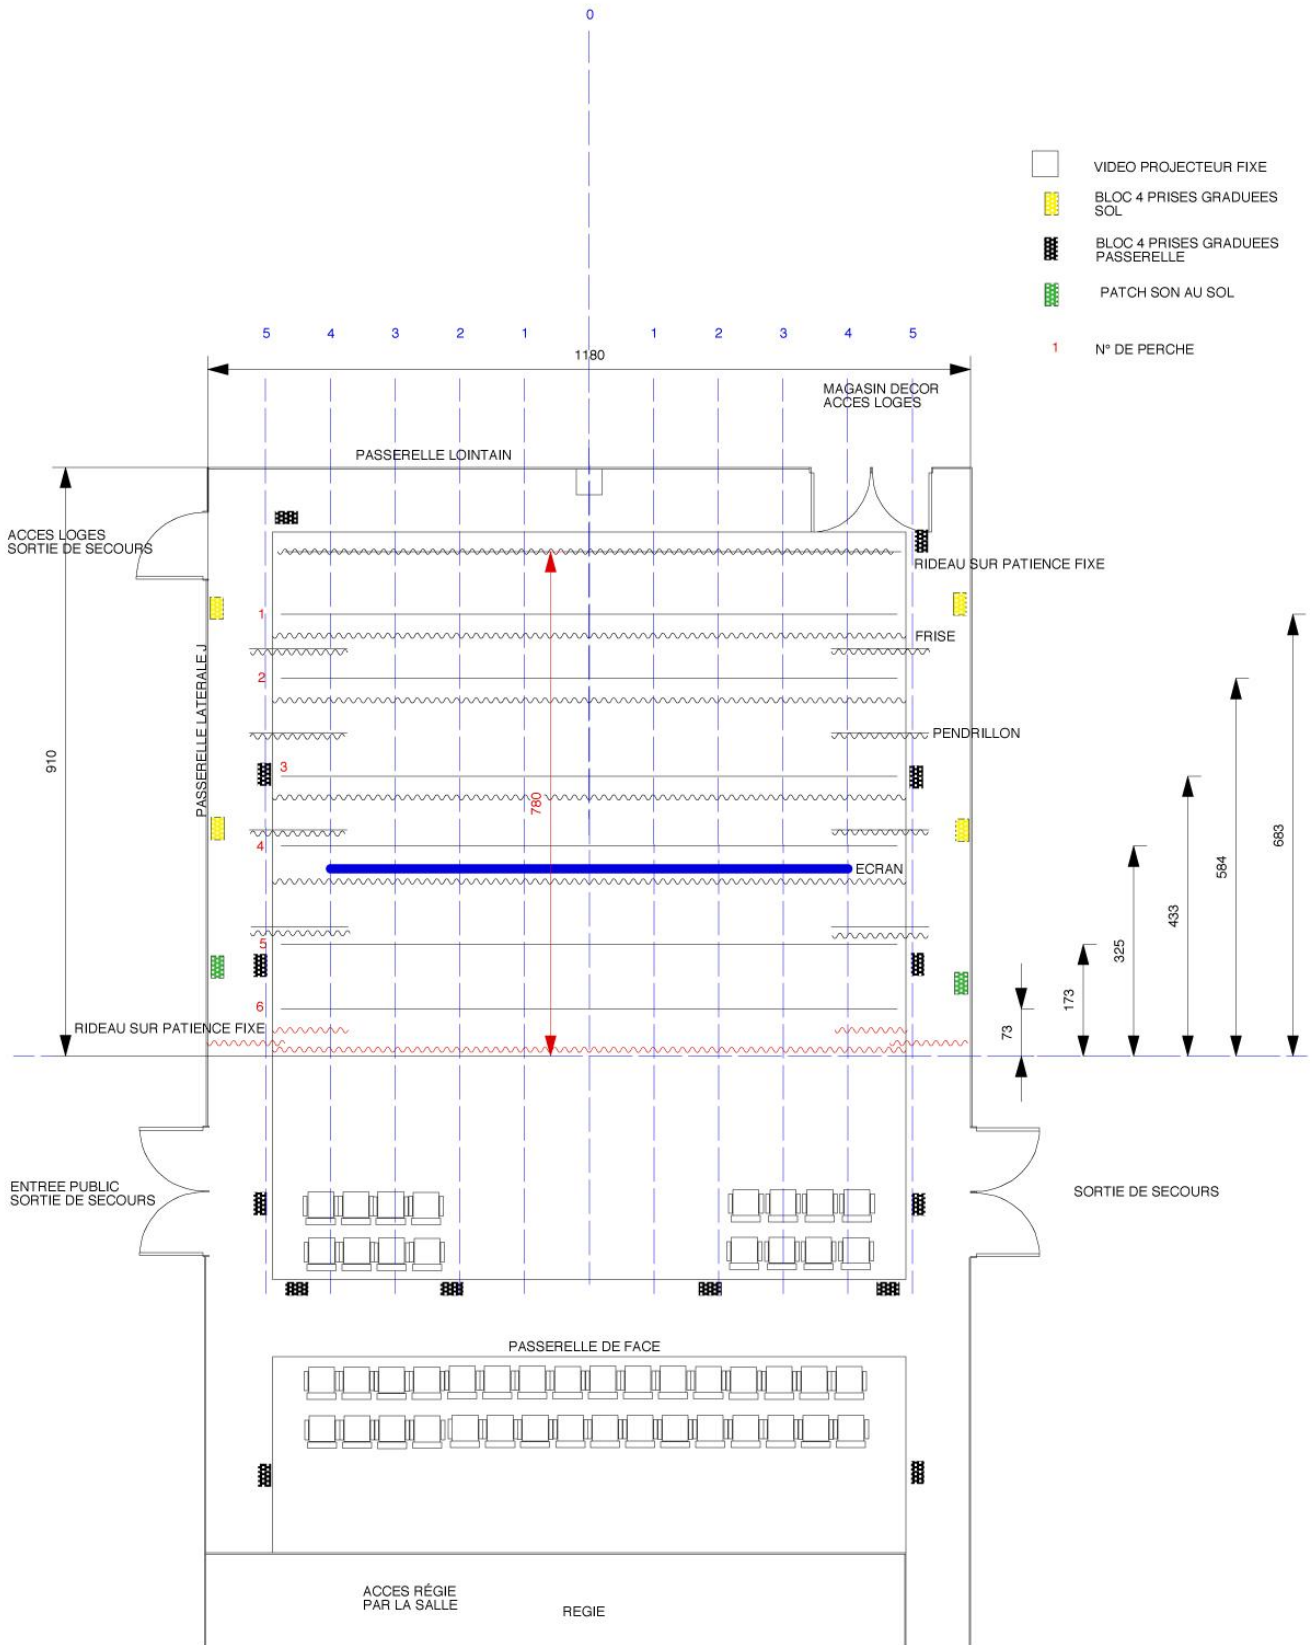 0
VIDEO PROJECTEUR FIXE
BLOC 4 PRISES GRADUEES
SOL
BLOC 4 PRISES GRADUEES
PASSERELLE
PATCH SON AU SOL
1 N° DE PERCHE
5 4 3 2 1 1 2 3 4 5
1180
MAGASIN DECOR
ACCES LOGES
PASSERELLE LOINTAIN
ACCES LOGES
SORTIE DE SECOURS
RIDEAU SUR PATIENCE FIXE
1
FRISE
PASSERELLE LATERALE J
2
PENDRILLON
910
3
780
4
ECRAN
683
584
433
325
173
73
5
6
RIDEAU SUR PATIENCE FIXE
ENTREE PUBLIC
SORTIE DE SECOURS
SORTIE DE SECOURS
PASSERELLE DE FACE
ACCES RÉGIE
PAR LA SALLE
REGIE